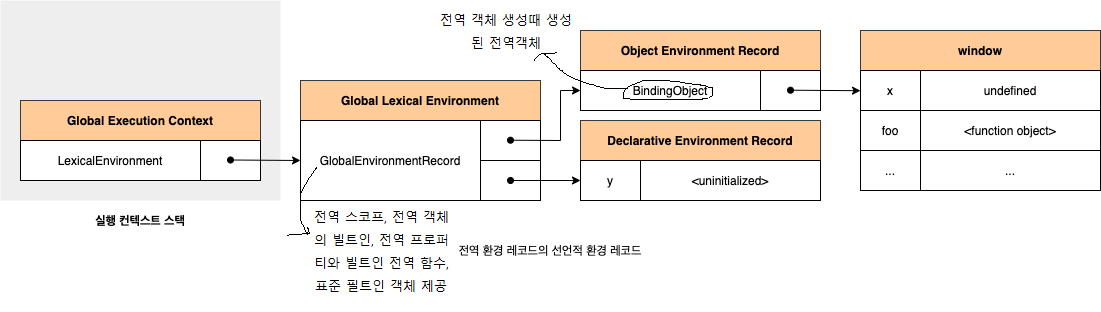 전역 객체 생성때 생성
된 전역객체
Global Execution Context
LexicalEnvironment
실행 컨텍스트 스택
Global Lexical Environment
GlobalEnvironmentRecord
전역 스코프, 전역 객체
의 빌트인, 전역 프로퍼
티와 빌트인 전역 함수,
표준 필트인 객체 제공
전역 환경 레코드의 선언적 환경 레코드
Object Environment Record
BindingObject
Declarative Environment Record
y <uninitialized>
window
x undefined
foo <function object>
... ...